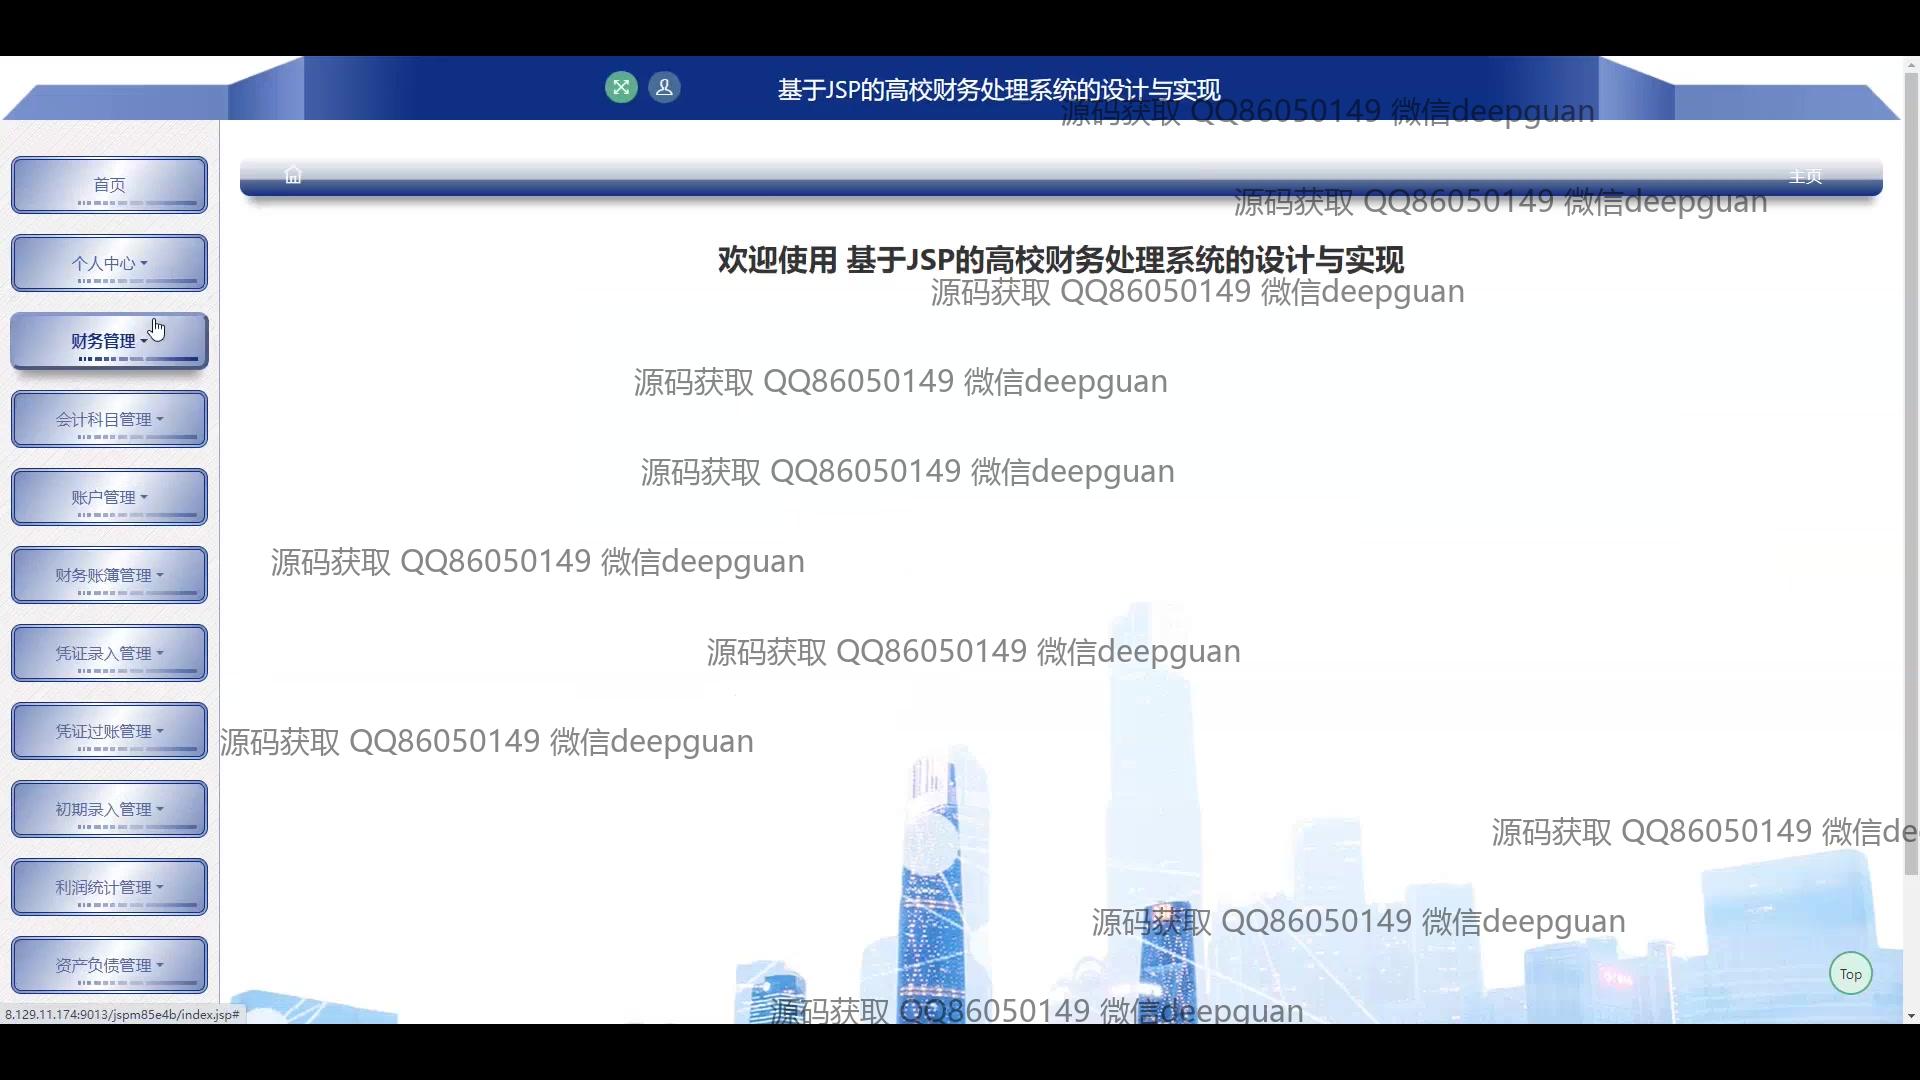 基于JSP的高校财务处理系统的设计与实现
源码获取 QQ86050149 微信deepguan
首页
主页
源码获取 QQ86050149 微信deepguan
个人中心
欢迎使用 基于JSP的高校财务处理系统的设计与实现
源码获取 QQ86050149 微信deepguan
财务管理
源码获取 QQ86050149 微信deepguan
会计科目管理
源码获取 QQ86050149 微信deepguan
账户管理
源码获取 QQ86050149 微信deepguan
财务账簿管理
源码获取 QQ86050149 微信deepguan
凭证录入管理
源码获取 QQ86050149 微信deepguan
凭证过账管理
初期录入管理
源码获取 QQ86050149 微信de
利润统计管理
源码获取 QQ86050149 微信deepguan
资产负债管理
Top
源码获取 QQ86050149 微信deepguan
8.129.11.174:9013/jspm85e4b/index.jsp#